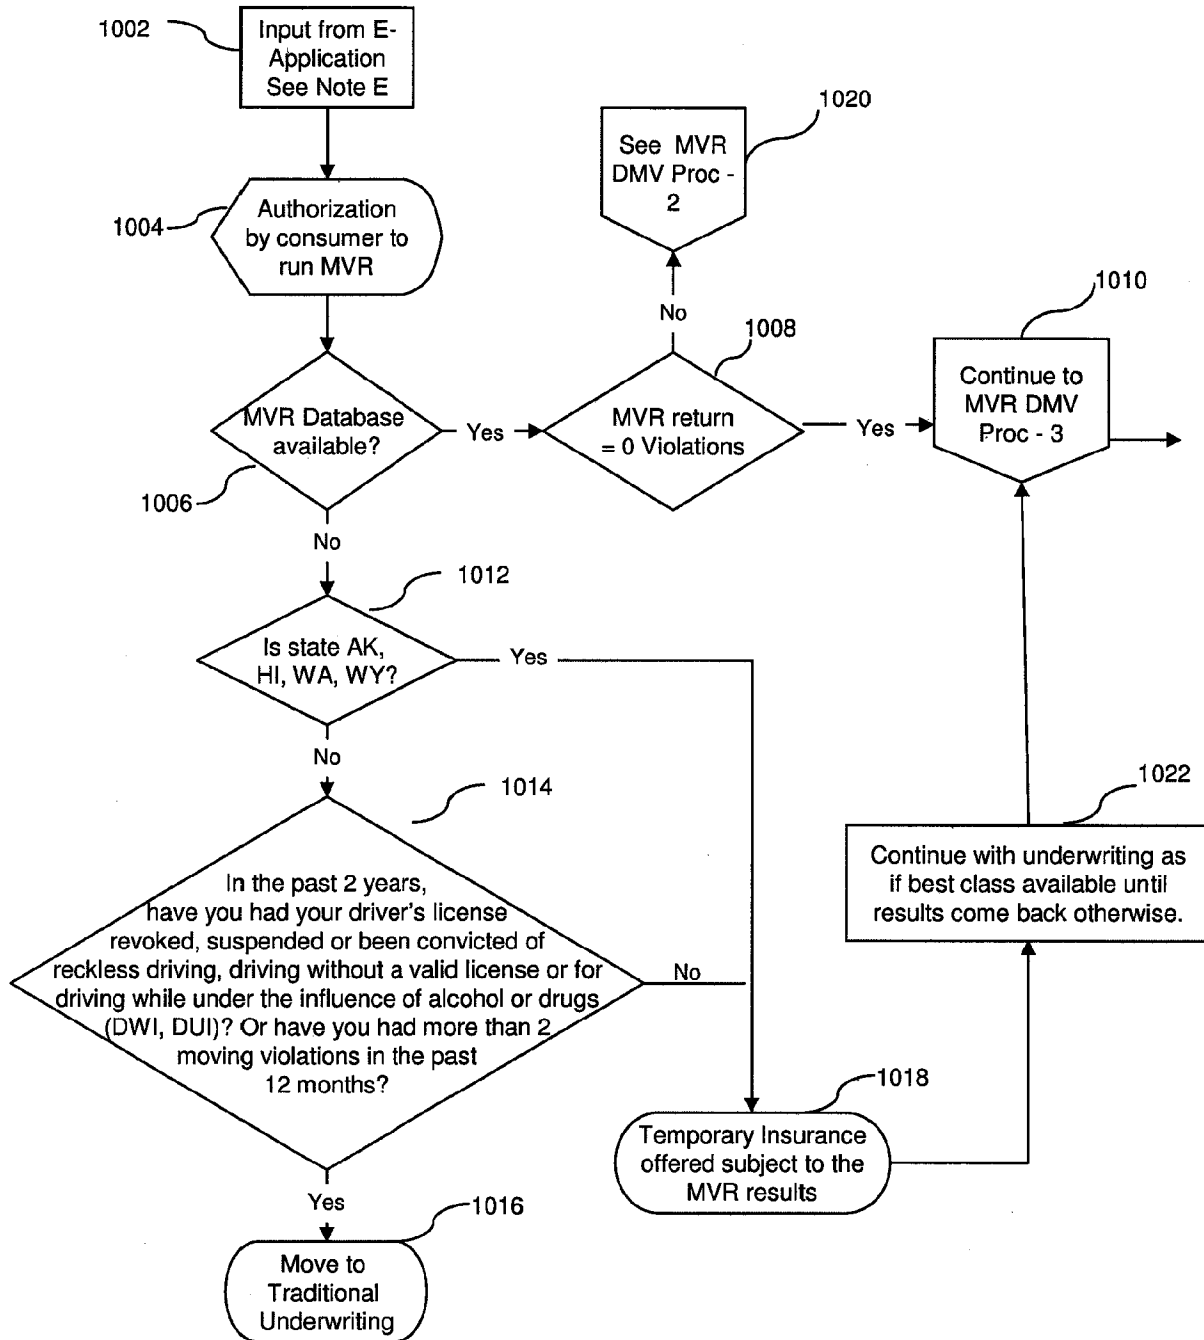 1002
Input from E-
Application
See Note E
1004
Authorization
by consumer to
run MVR
1020
See MVR
DMV Proc -
2
No
1006
MVR Database
available?
Yes
1008
MVR return
= 0 Violations
Yes
1010
Continue to
MVR DMV
Proc - 3
No
1012
Is state AK,
HI, WA, WY?
Yes
No
1014
In the past 2 years,
have you had your driver's license
revoked, suspended or been convicted of
reckless driving, driving without a valid license or for
driving while under the influence of alcohol or drugs
(DWI, DUI)? Or have you had more than 2
moving violations in the past
12 months?
No
1022
Continue with underwriting as
if best class available until
results come back otherwise.
1018
Temporary Insurance
offered subject to the
MVR results
Yes
1016
Move to
Traditional
Underwriting